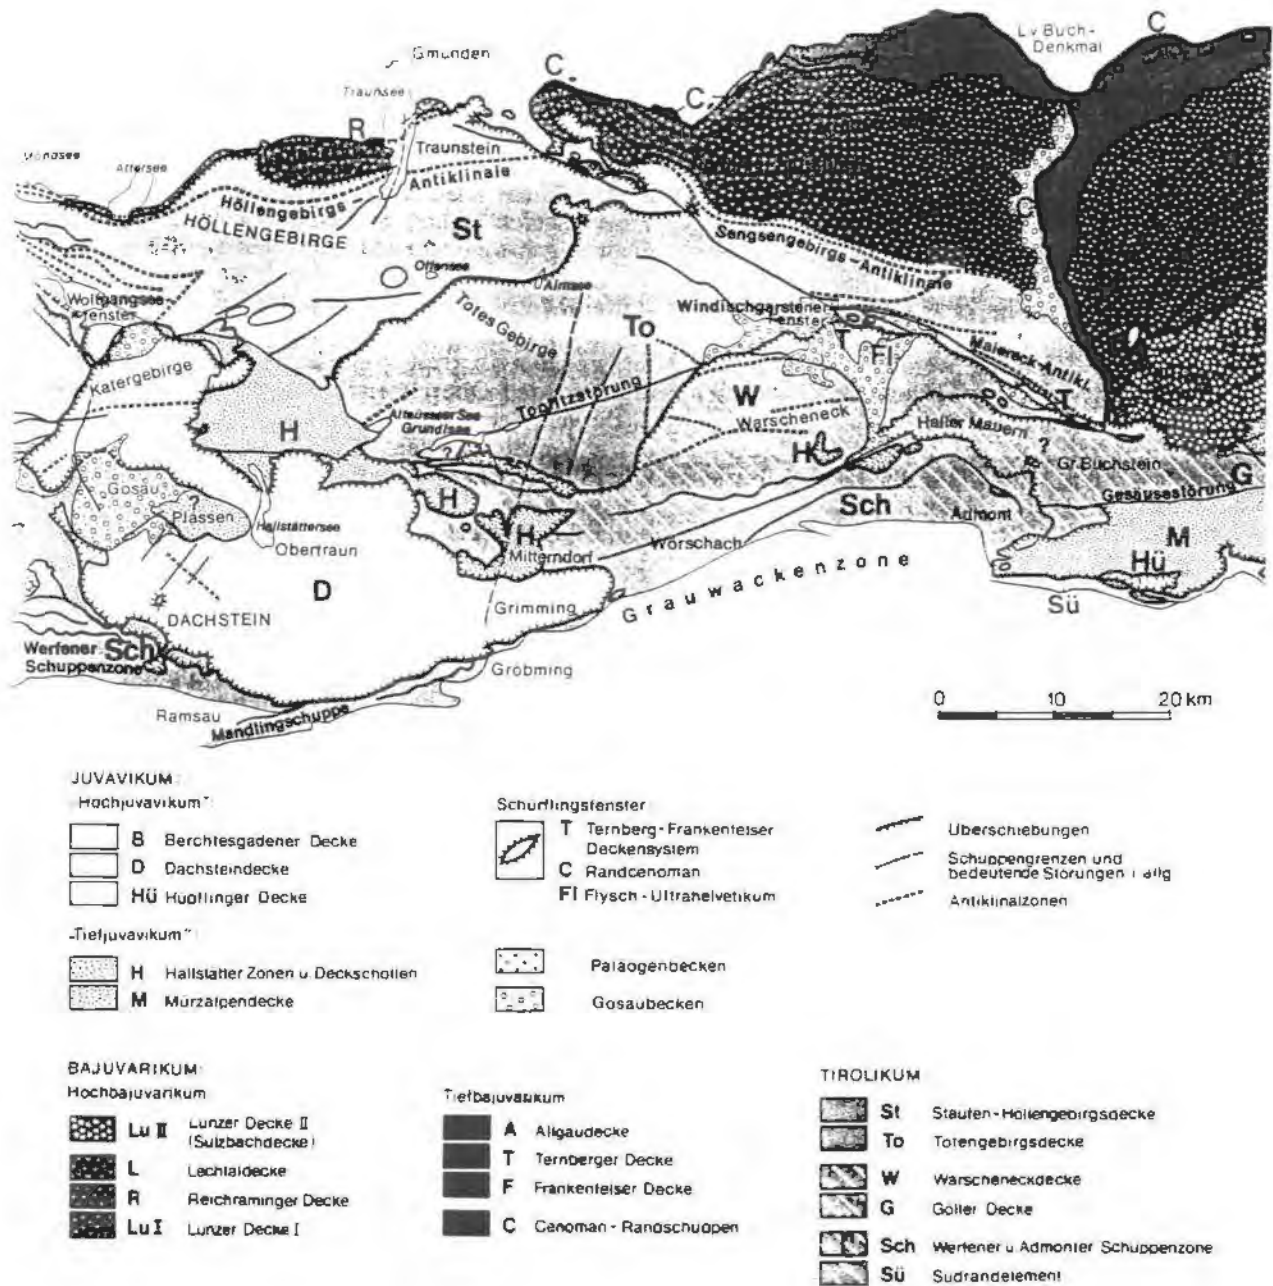 Gmunden
Traunsee
L v Buch-
Denkmal
C
C
C
C
R
Traunstein
Attersee
Höllengebirgs - Antiklinale
HÖLLENGEBIRGE
St
Offensee
Almsee
Sengsengebirgs - Antiklinale
Wolfgangsee
fenster
Totes Gebirge
To
Windischgarstener
Fenster
T
Fl
Maiereck-Antikl.
Katergebirge
H
Altausseer See
Grundlsee
Toplitzstörung
W
Warscheneck
H
Haller Mauern
?
T
Gr Buchstein
G
Gesäusestörung
Gosau
?
Plassen
Hallstättersee
Obertraun
H
H
Mitterndorf
Wörschach
Sch
Admont
M
Hü
Sü
D
Grauwackenzone
DACHSTEIN
Grimming
Werfener
Schuppenzone
Sch
Gröbming
Ramsau
Mandlingschuppe
0 10 20 km
JUVAVIKUM:
"Hochjuvavikum"
B Berchtesgadener Decke
D Dachsteindecke
Hü Hüpflinger Decke
"Tiefjuvavikum"
H Hallstätter Zonen u. Deckschollen
M Mürzalpendecke
Schürflingsfenster
T Ternberg - Frankenfelser
Deckensystem
C Randcenoman
Fl Flysch - Ultrahelvetikum
Paläogenbecken
Gosaubecken
Überschiebungen
Schuppengrenzen und
bedeutende Störungen i allg
Antiklinalzonen
BAJUVARIKUM:
Hochbajuvarikum
Lu II Lunzer Decke II
(Sulzbachdecke)
L Lechtaldecke
R Reichraminger Decke
Lu I Lunzer Decke I
Tiefbajuvarikum
A Allgäudecke
T Ternberger Decke
F Frankenfelser Decke
C Cenoman - Randschuppen
TIROLIKUM:
St Staufen - Höllengebirgsdecke
To Totengebirgsdecke
W Warscheneckdecke
G Göller Decke
Sch Werfener u Admonter Schuppenzone
Sü Südrandelement